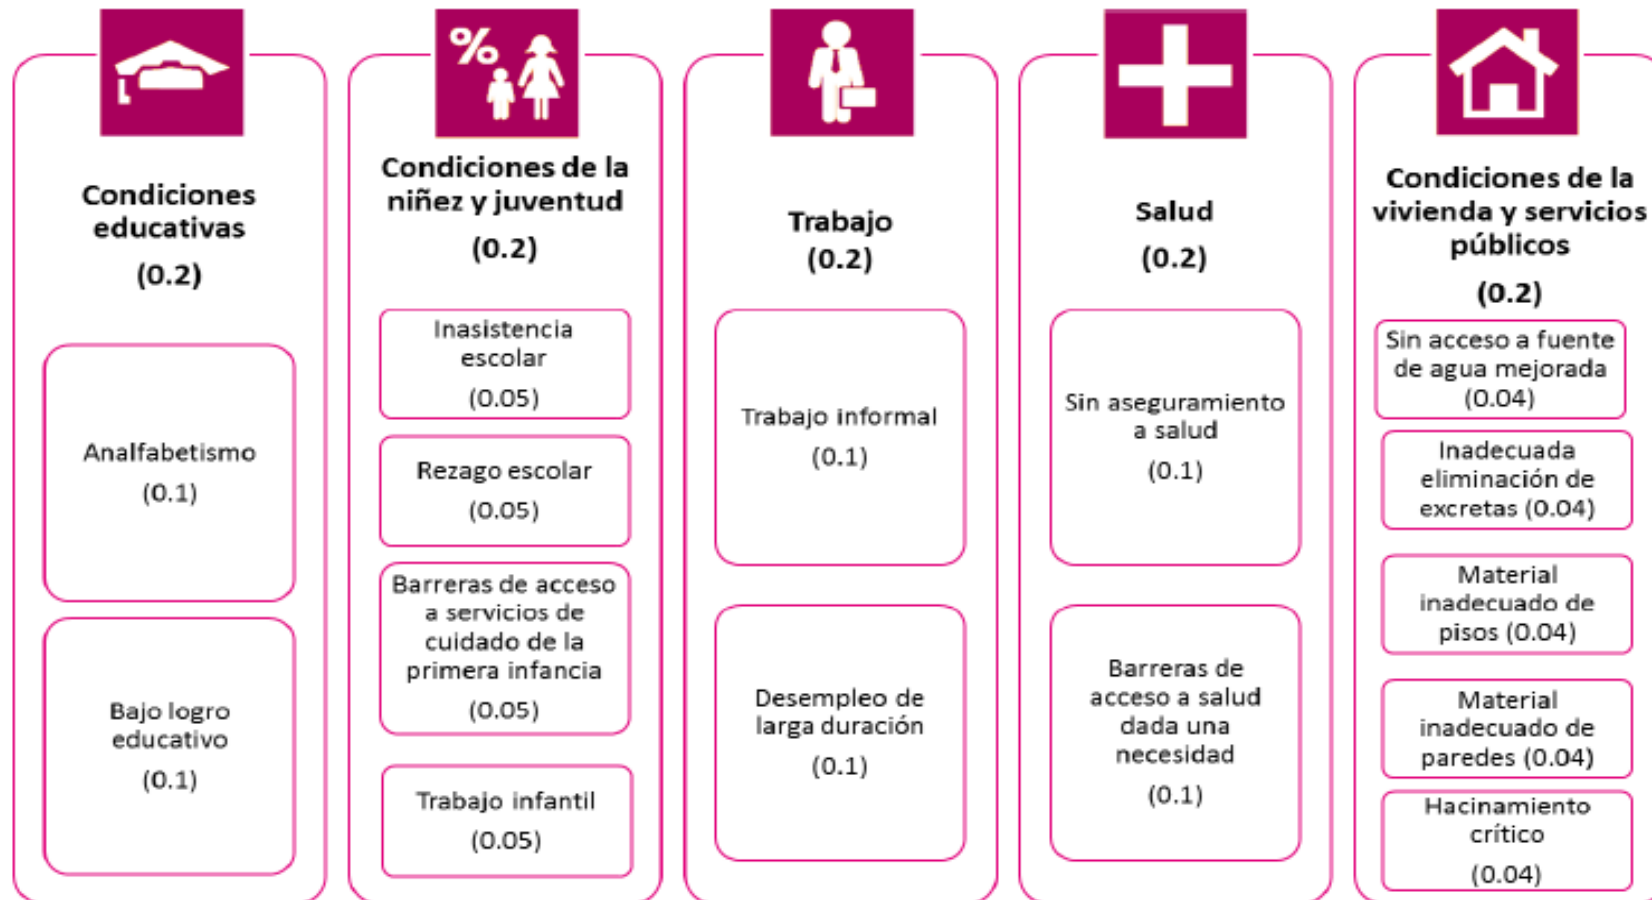 Condiciones
educativas
(0.2)
Analfabetismo
(0.1)
Bajo logro
educativo
(0.1)
%
Condiciones de la
niñez y juventud
(0.2)
Inasistencia
escolar
(0.05)
Rezago escolar
(0.05)
Barreras de acceso
a servicios de
cuidado de la
primera infancia
(0.05)
Trabajo infantil
(0.05)
Trabajo
(0.2)
Trabajo informal
(0.1)
Desempleo de
larga duración
(0.1)
Salud
(0.2)
Sin aseguramiento
a salud
(0.1)
Barreras de
acceso a salud
dada una
necesidad
(0.1)
Condiciones de la
vivienda y servicios
públicos
(0.2)
Sin acceso a fuente
de agua mejorada
(0.04)
Inadecuada
eliminación de
excretas (0.04)
Material
inadecuado de
pisos (0.04)
Material
inadecuado de
paredes (0.04)
Hacinamiento
crítico
(0.04)